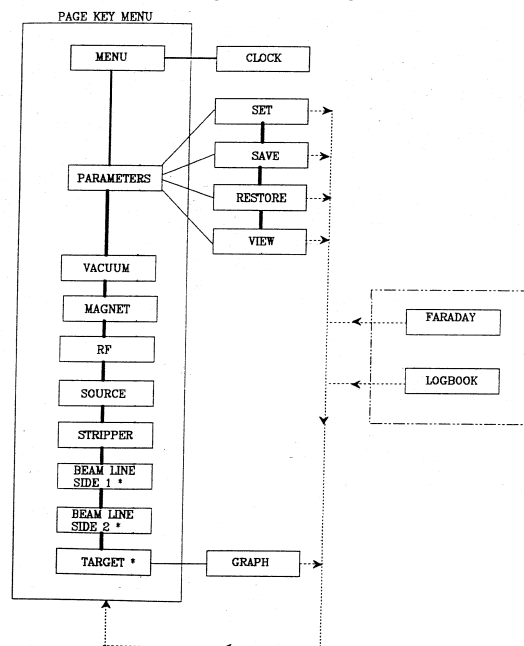 PAGE KEY MENU
MENU
CLOCK
SET
SAVE
PARAMETERS
RESTORE
VIEW
VACUUM
MAGNET
FARADAY
RF
LOGBOOK
SOURCE
STRIPPER
BEAM LINE
SIDE 1 *
BEAM LINE
SIDE 2 *
TARGET *
GRAPH